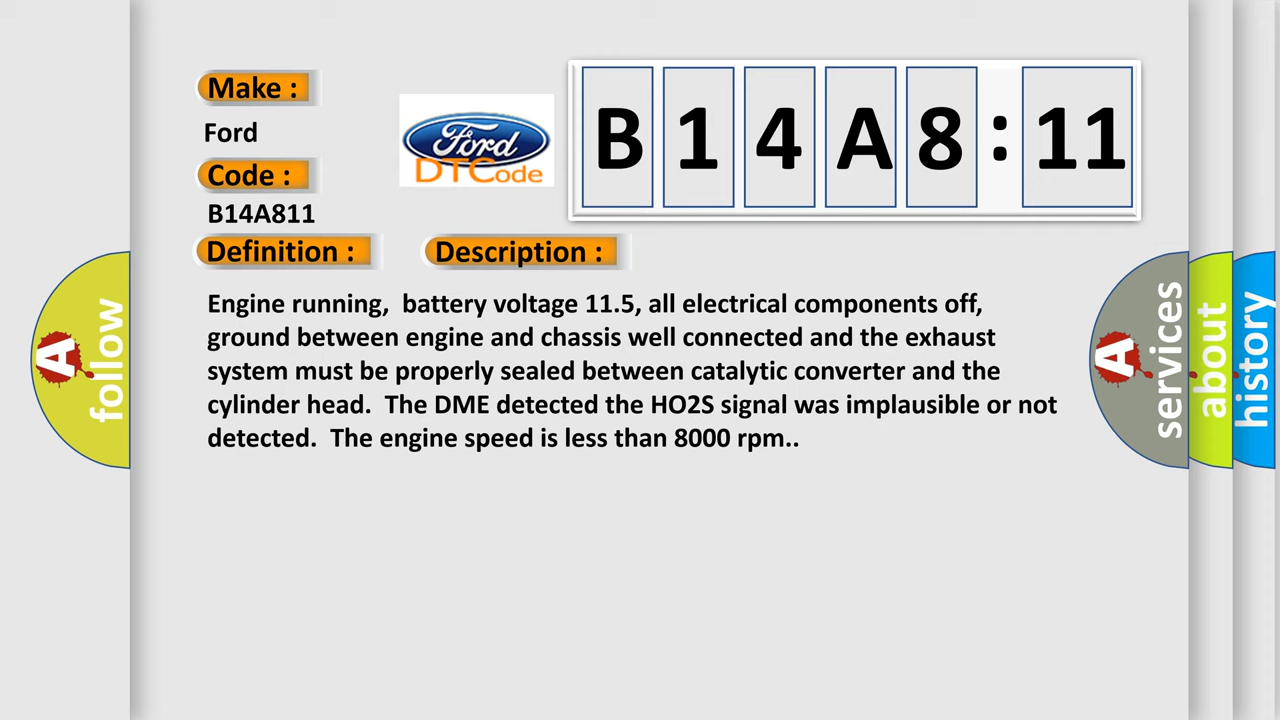 Make :
Ford
Code :
B14A811
Ford
DTCode
B14A8:11
Definition :
Description :
Engine running,  battery voltage 11.5, all electrical components off,
ground between engine and chassis well connected and the exhaust
system must be properly sealed between catalytic converter and the
cylinder head  The DME detected the HO2S signal was implausible or not
detected  The engine speed is less than 8000 rpm..
A follow
A services
about
history